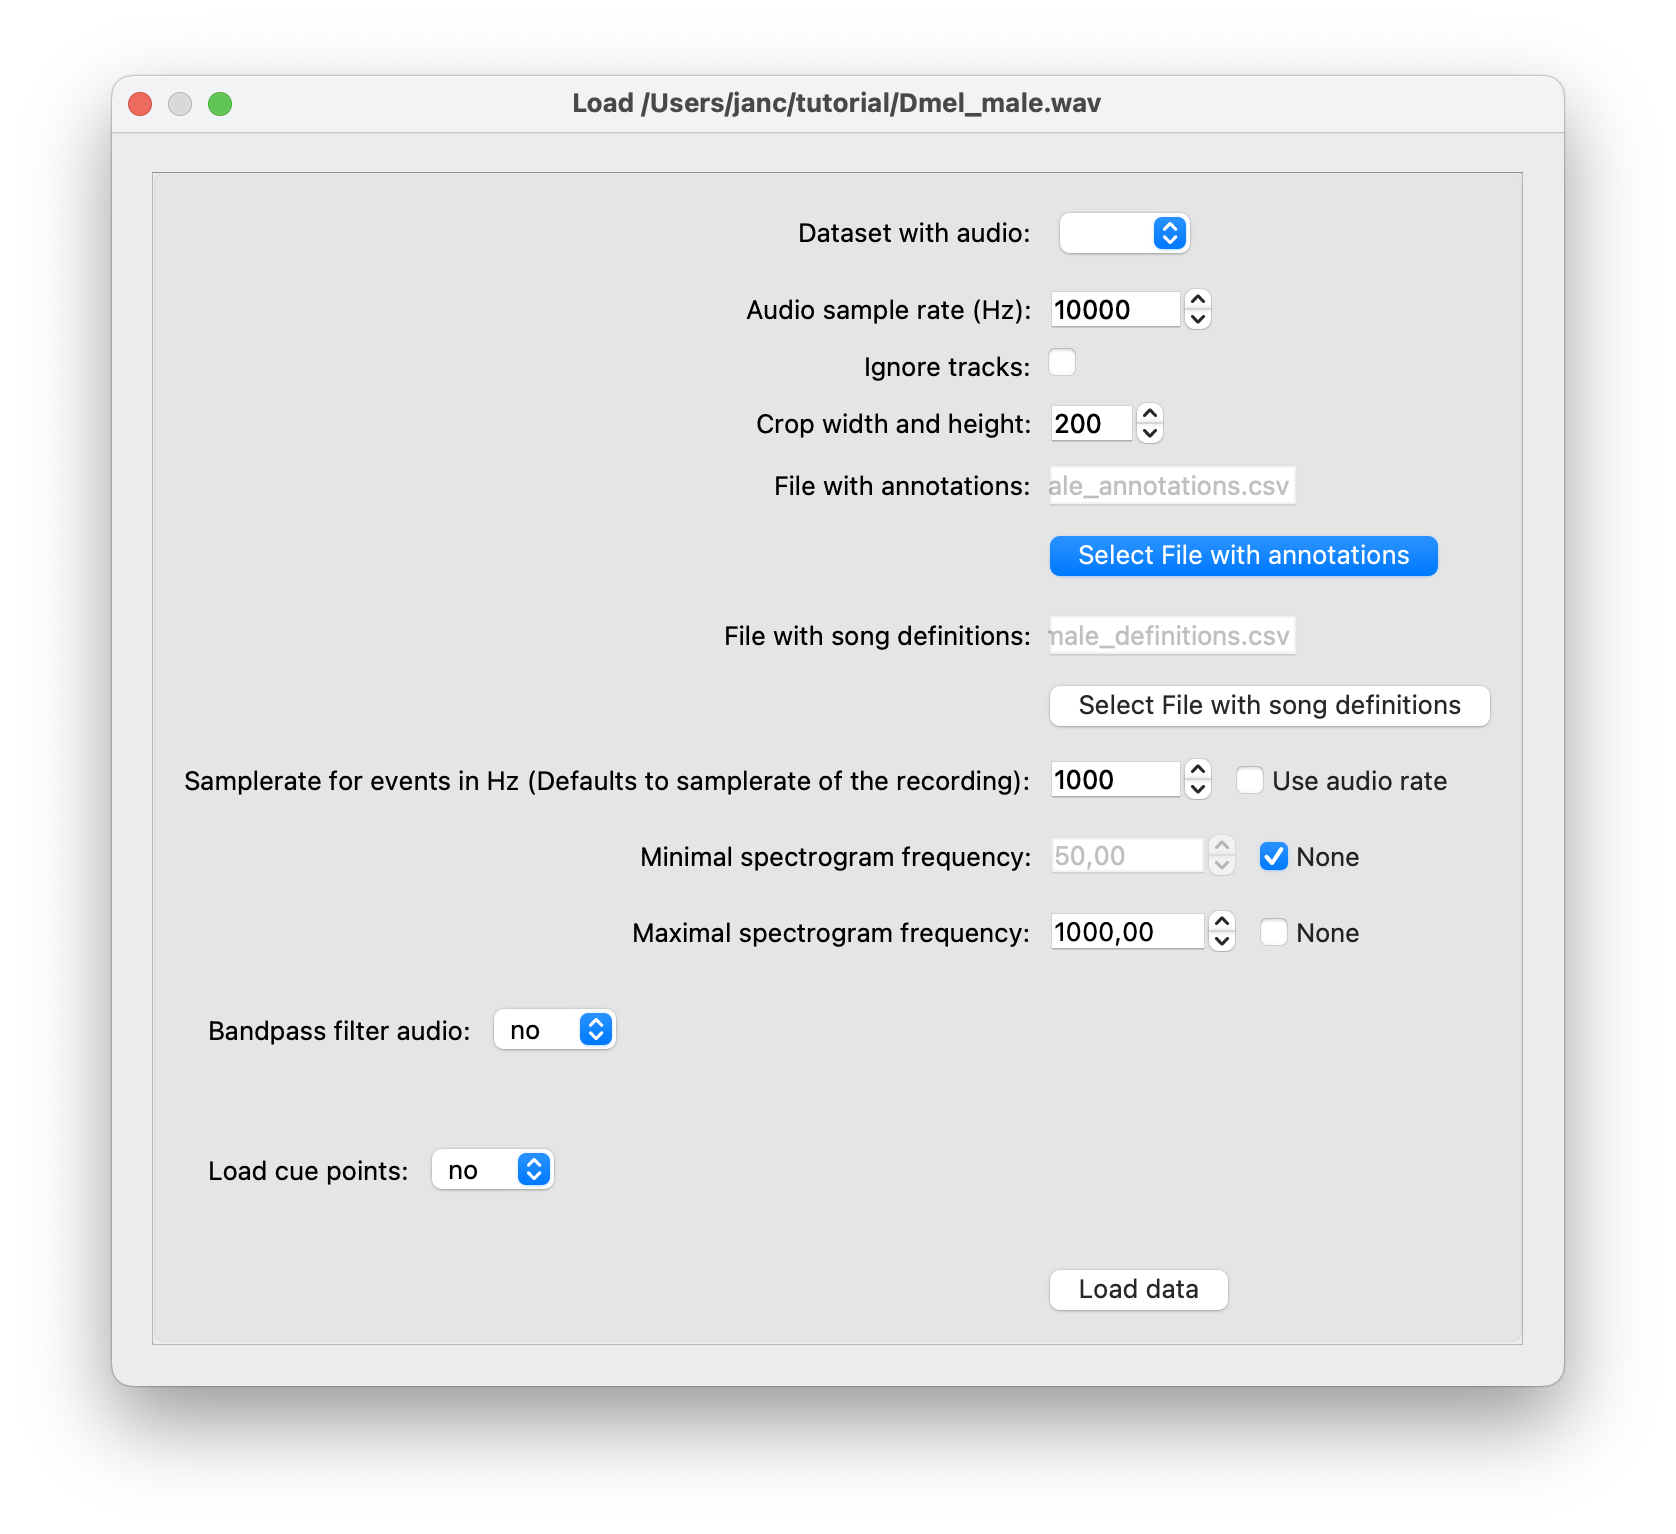 Load /Users/janc/tutorial/Dmel_male.wav
Dataset with audio:
Audio sample rate (Hz): 10000
Ignore tracks:
Crop width and height: 200
File with annotations: ale_annotations.csv
Select File with annotations
File with song definitions: male_definitions.csv
Select File with song definitions
Samplerate for events in Hz (Defaults to samplerate of the recording): 1000 Use audio rate
Minimal spectrogram frequency: 50,00 None
Maximal spectrogram frequency: 1000,00 None
Bandpass filter audio: no
Load cue points: no
Load data